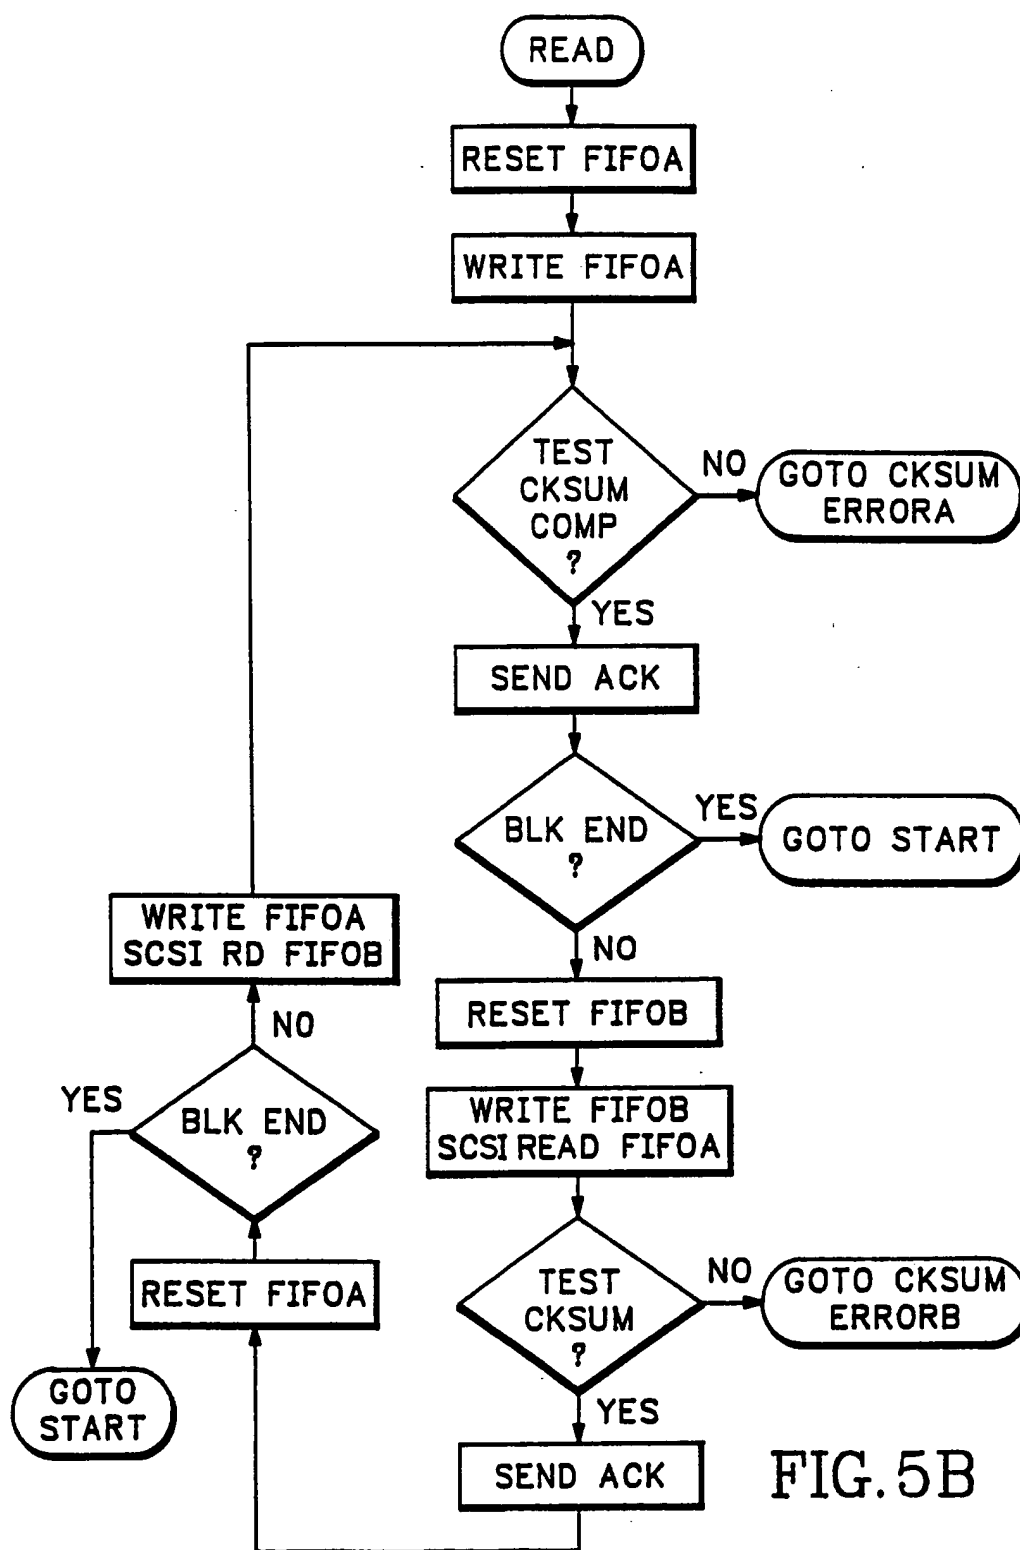 READ
RESET FIFOA
WRITE FIFOA
TEST
CKSUM
COMP
?
NO
GOTO CKSUM
ERRORA
YES
SEND ACK
BLK END
?
YES
GOTO START
NO
RESET FIFOB
WRITE FIFOB
SCSI READ FIFOA
TEST
CKSUM
?
NO
GOTO CKSUM
ERRORB
YES
SEND ACK
RESET FIFOA
BLK END
?
YES
GOTO
START
NO
WRITE FIFOA
SCSI RD FIFOB
FIG. 5B